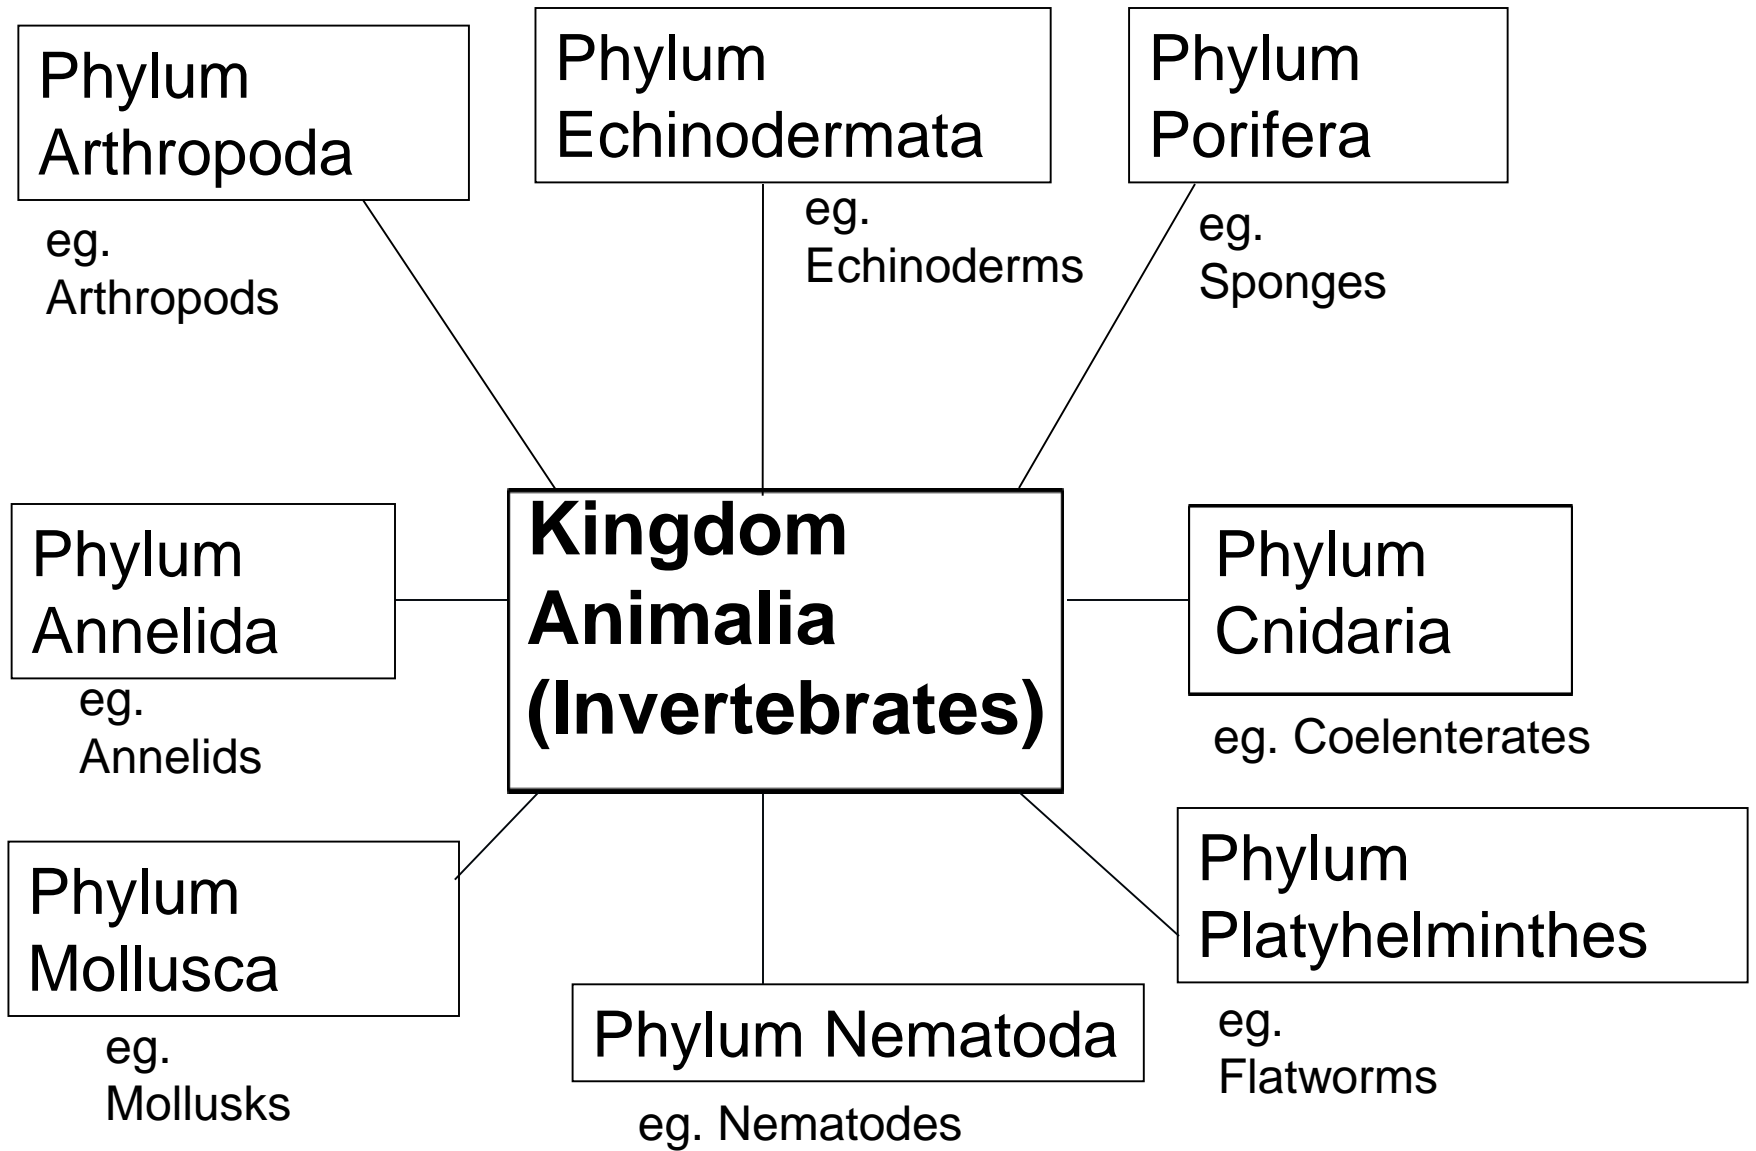 Phylum
Arthropoda
eg.
Arthropods
Phylum
Echinodermata
eg.
Echinoderms
Phylum
Porifera
eg.
Sponges
Phylum
Annelida
eg.
Annelids
Kingdom
Animalia
(Invertebrates)
Phylum
Cnidaria
eg. Coelenterates
Phylum
Mollusca
eg.
Mollusks
Phylum Nematoda
eg. Nematodes
Phylum
Platyhelminthes
eg.
Flatworms